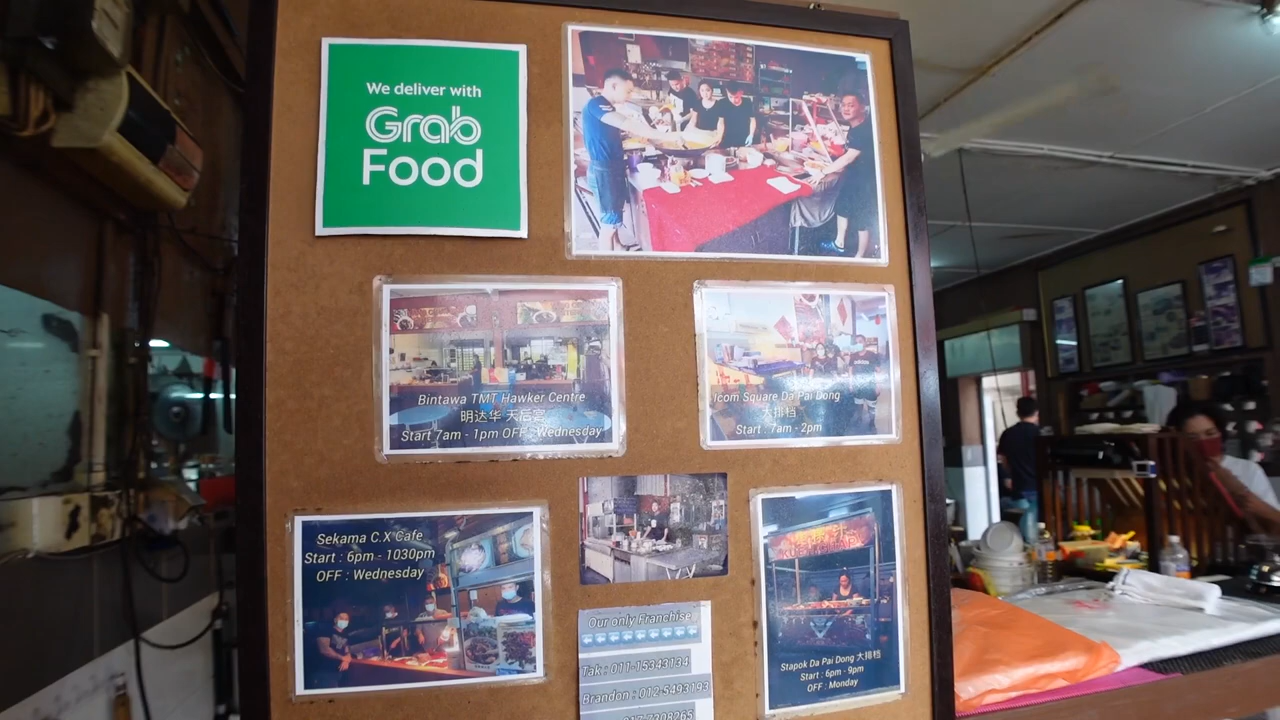 We deliver with
Grab
Food
Bintawa TMT Hawker Centre
明达华 天后宫
Start 7am - 1pm OFF : Wednesday
Icom Square Da Pai Dong
大排档
Start : 7am - 2pm
Sekama C.X Cafe
Start : 6pm - 1030pm
OFF : Wednesday
Our only Franchise
Tak : 011-15343134
Brandon : 012-5493193
017-7308265
Stapok Da Pai Dong 大排档
Start : 6pm - 9pm
OFF : Monday